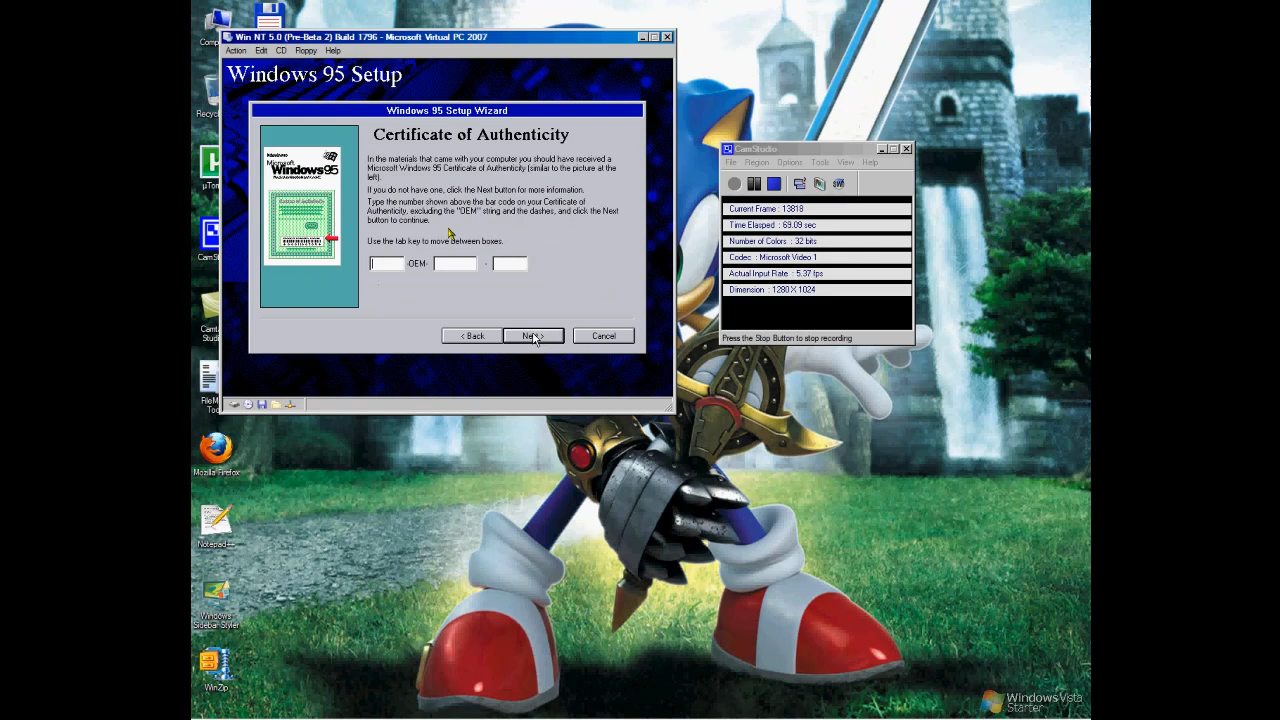 Win NT 5.0 (Pre-Beta 2) Build 1796 - Microsoft Virtual PC 2007
Action Edit CD Floppy Help
Windows 95 Setup
Windows 95 Setup Wizard
Certificate of Authenticity
In the materials that came with your computer you should have received a
Microsoft Windows 95 Certificate of Authenticity (similar to the picture at the
left).
If you do not have one, click the Next button for more information.
Type the number shown above the bar code on your Certificate of
Authenticity, excluding the "OEM" string and the dashes, and click the Next
button to continue.
Use the tab key to move between boxes.
-OEM- -
< Back
Cancel
Microsoft
Windows 95
CamStudio
File Region Options Tools View Help
Current Frame : 13818
Time Elasped : 69.09 sec
Number of Colors : 32 bits
Codec : Microsoft Video 1
Actual Input Rate : 5.37 fps
Dimension : 1280 X 1024
Press the Stop Button to stop recording
Mozilla Firefox
Notepad++
Windows
Sidebar Styler
WinZip
WindowsVista
Starter